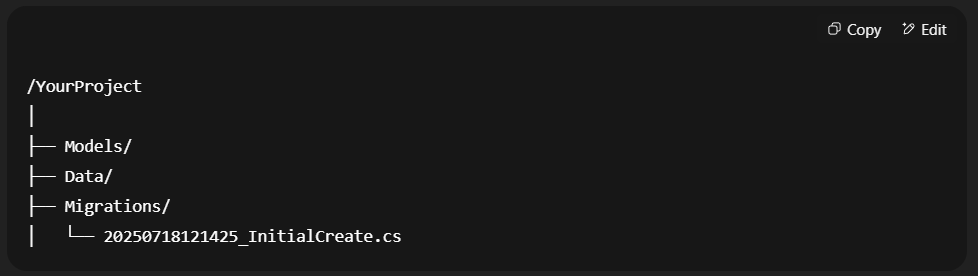 Copy Edit
/YourProject
│
├── Models/
├── Data/
├── Migrations/
│   └── 20250718121425_InitialCreate.cs